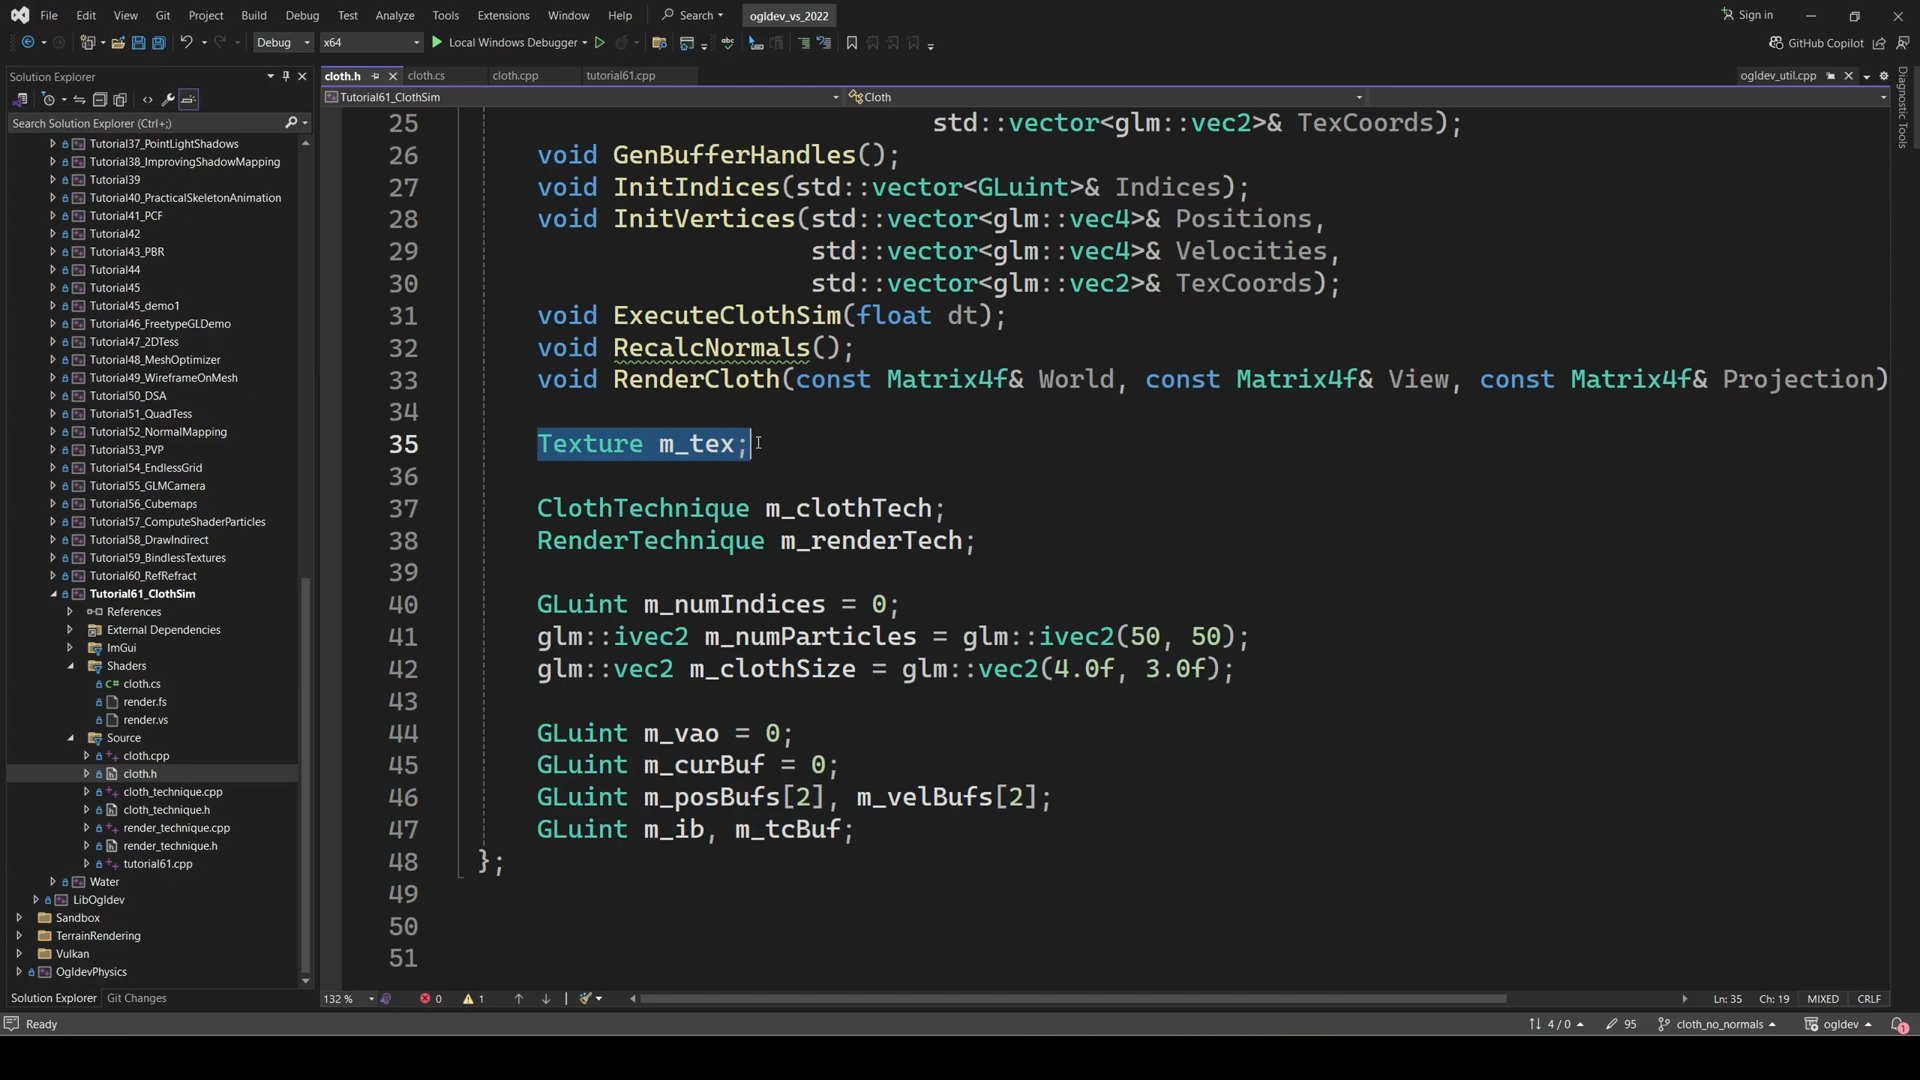 File Edit View Git Project Build Debug Test Analyze Tools Extensions Window Help Search ogldev_vs_2022 Sign in
Debug x64 Local Windows Debugger GitHub Copilot
Solution Explorer
Search Solution Explorer (Ctrl+;)
Tutorial37_PointLightShadows
Tutorial38_ImprovingShadowMapping
Tutorial39
Tutorial40_PracticalSkeletonAnimation
Tutorial41_PCF
Tutorial42
Tutorial43_PBR
Tutorial44
Tutorial45
Tutorial45_demo1
Tutorial46_FreetypeGLDemo
Tutorial47_2DTess
Tutorial48_MeshOptimizer
Tutorial49_WireframeOnMesh
Tutorial50_DSA
Tutorial51_QuadTess
Tutorial52_NormalMapping
Tutorial53_PVP
Tutorial54_EndlessGrid
Tutorial55_GLMCamera
Tutorial56_Cubemaps
Tutorial57_ComputeShaderParticles
Tutorial58_DrawIndirect
Tutorial59_BindlessTextures
Tutorial60_RefRefract
Tutorial61_ClothSim
References
External Dependencies
ImGui
Shaders
cloth.cs
render.fs
render.vs
Source
cloth.cpp
cloth.h
cloth_technique.cpp
cloth_technique.h
render_technique.cpp
render_technique.h
tutorial61.cpp
Water
LibOgldev
Sandbox
TerrainRendering
Vulkan
OgldevPhysics
Solution Explorer Git Changes
cloth.h cloth.cs cloth.cpp tutorial61.cpp ogldev_util.cpp
Tutorial61_ClothSim Cloth
25 std::vector<glm::vec2>& TexCoords);
26 void GenBufferHandles();
27 void InitIndices(std::vector<GLuint>& Indices);
28 void InitVertices(std::vector<glm::vec4>& Positions,
29 std::vector<glm::vec4>& Velocities,
30 std::vector<glm::vec2>& TexCoords);
31 void ExecuteClothSim(float dt);
32 void RecalcNormals();
33 void RenderCloth(const Matrix4f& World, const Matrix4f& View, const Matrix4f& Projection)
34
35 Texture m_tex;
36
37 ClothTechnique m_clothTech;
38 RenderTechnique m_renderTech;
39
40 GLuint m_numIndices = 0;
41 glm::ivec2 m_numParticles = glm::ivec2(50, 50);
42 glm::vec2 m_clothSize = glm::vec2(4.0f, 3.0f);
43
44 GLuint m_vao = 0;
45 GLuint m_curBuf = 0;
46 GLuint m_posBufs[2], m_velBufs[2];
47 GLuint m_ib, m_tcBuf;
48 };
49
50
51
Diagnostic Tools
132 % 0 1 Ln: 35 Ch: 19 MIXED CRLF
Ready 4 / 0 95 cloth_no_normals ogldev 1